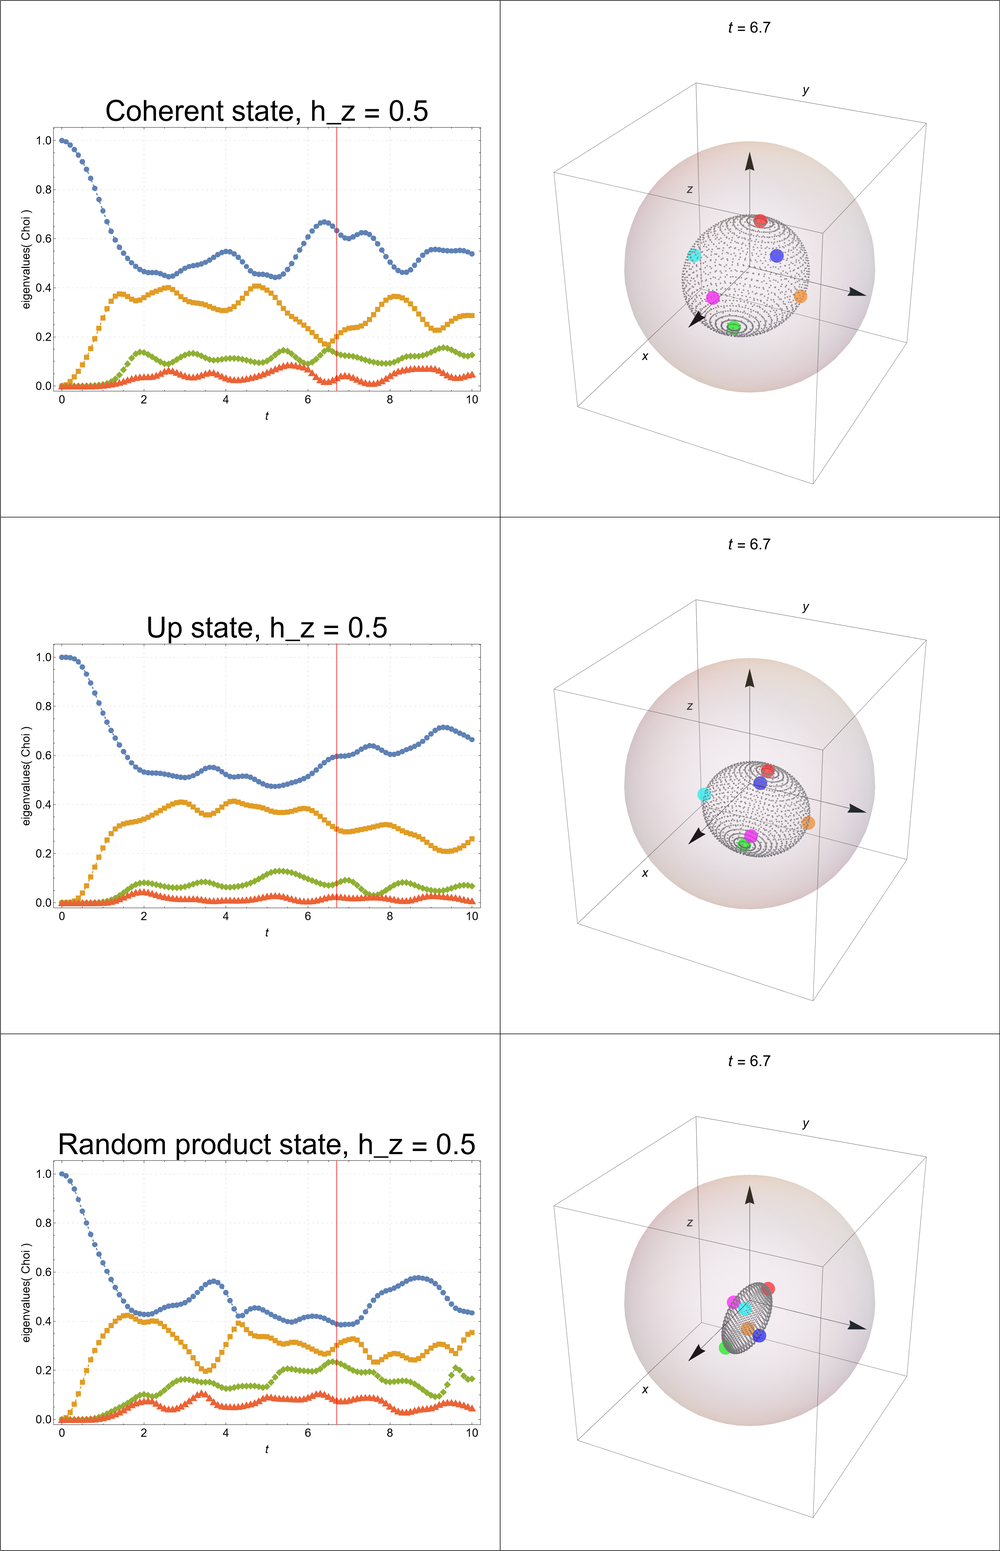 t = 6.7
Coherent state, h_z = 0.5
1.0
0.8
0.6
0.4
0.2
0.0
eigenvalues( Choi )
0 2 4 6 8 10
t
y
z
x
t = 6.7
Up state, h_z = 0.5
1.0
0.8
0.6
0.4
0.2
0.0
eigenvalues( Choi )
0 2 4 6 8 10
t
y
z
x
t = 6.7
Random product state, h_z = 0.5
1.0
0.8
0.6
0.4
0.2
0.0
eigenvalues( Choi )
0 2 4 6 8 10
t
y
z
x